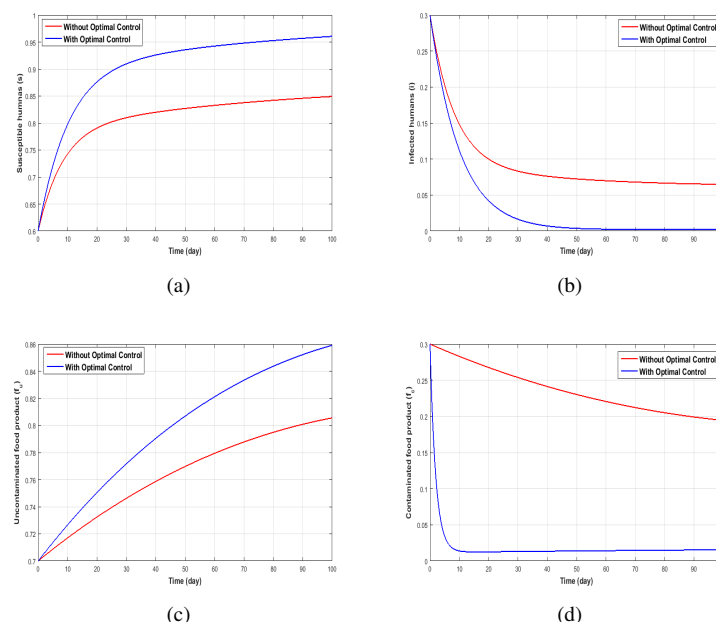 1
0.95
0.9
0.85
0.8
0.75
0.7
0.65
0.6
Susceptible humnas (s)
Without Optimal Control
With Optimal Control
0 10 20 30 40 50 60 70 80 90 100
Time (day)
(a)
0.3
0.25
0.2
0.15
0.1
0.05
0
Infected humans (i)
Without Optimal Control
With Optimal Control
0 10 20 30 40 50 60 70 80 90
Time (day)
(b)
0.86
0.84
0.82
0.8
0.78
0.76
0.74
0.72
0.7
Uncontaminated food product (fu)
Without Optimal Control
With Optimal Control
0 10 20 30 40 50 60 70 80 90 100
Time (day)
(c)
0.3
0.25
0.2
0.15
0.1
0.05
0
Contaminated food product
Without Optimal Control
With Optimal Control
0 10 20 30 40 50 60 70 80 90
Time (day)
(d)